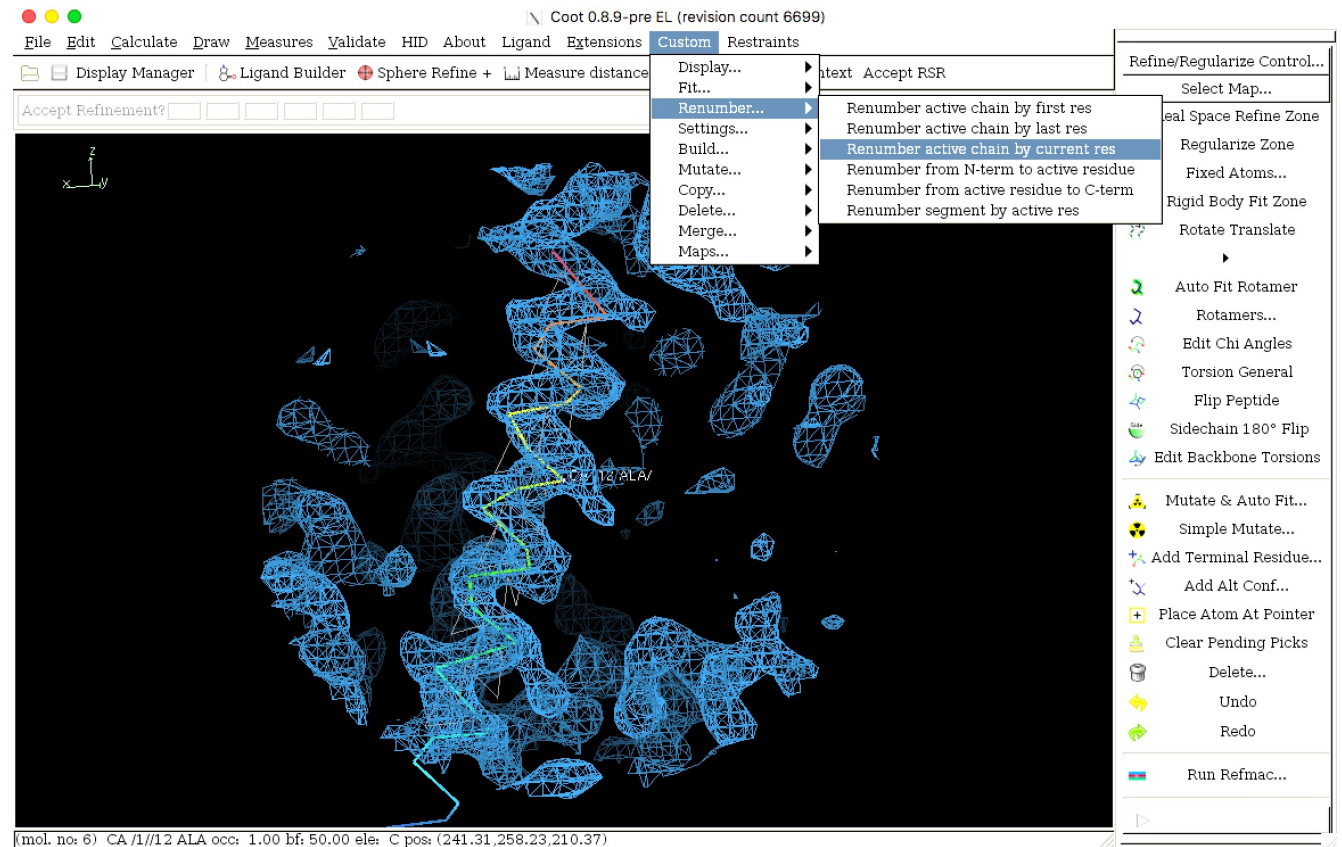 Coot 0.8.9-pre EL (revision count 6699)
File Edit Calculate Draw Measures Validate HID About Ligand Extensions Custom Restraints
Display Manager Ligand Builder Sphere Refine + Measure distance
Accept RSR
Accept Refinement?
Display...
Fit...
Renumber...
Settings...
Build...
Mutate...
Copy...
Delete...
Merge...
Maps...
Renumber active chain by first res
Renumber active chain by last res
Renumber active chain by current res
Renumber from N-term to active residue
Renumber from active residue to C-term
Renumber segment by active res
z
x
y
CA /12 ALA/
Refine/Regularize Control...
Select Map...
eal Space Refine Zone
Regularize Zone
Fixed Atoms...
Rigid Body Fit Zone
Rotate Translate
Auto Fit Rotamer
Rotamers...
Edit Chi Angles
Torsion General
Flip Peptide
Side
Sidechain 180° Flip
Edit Backbone Torsions
Mutate & Auto Fit...
Simple Mutate...
Add Terminal Residue...
Add Alt Conf...
Place Atom At Pointer
Clear Pending Picks
Delete...
Undo
Redo
Run Refmac...
(mol. no: 6) CA /1//12 ALA occ: 1.00 bf: 50.00 ele: C pos: (241.31,258.23,210.37)